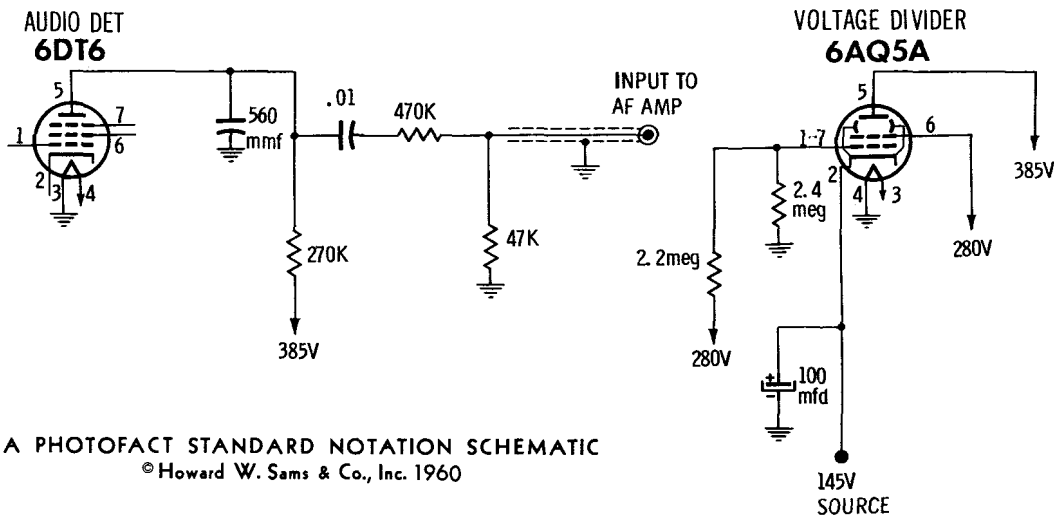 AUDIO DET
6DT6
5
1
7
6
2
3
4
560
mmf
.01
470K
INPUT TO
AF AMP
270K
47K
385V
VOLTAGE DIVIDER
6AQ5A
5
1-7
6
2
4
3
385V
2.4
meg
2.2meg
280V
280V
+
-
100
mfd
145V
SOURCE
A PHOTOFACT STANDARD NOTATION SCHEMATIC
©Howard W. Sams & Co., Inc. 1960